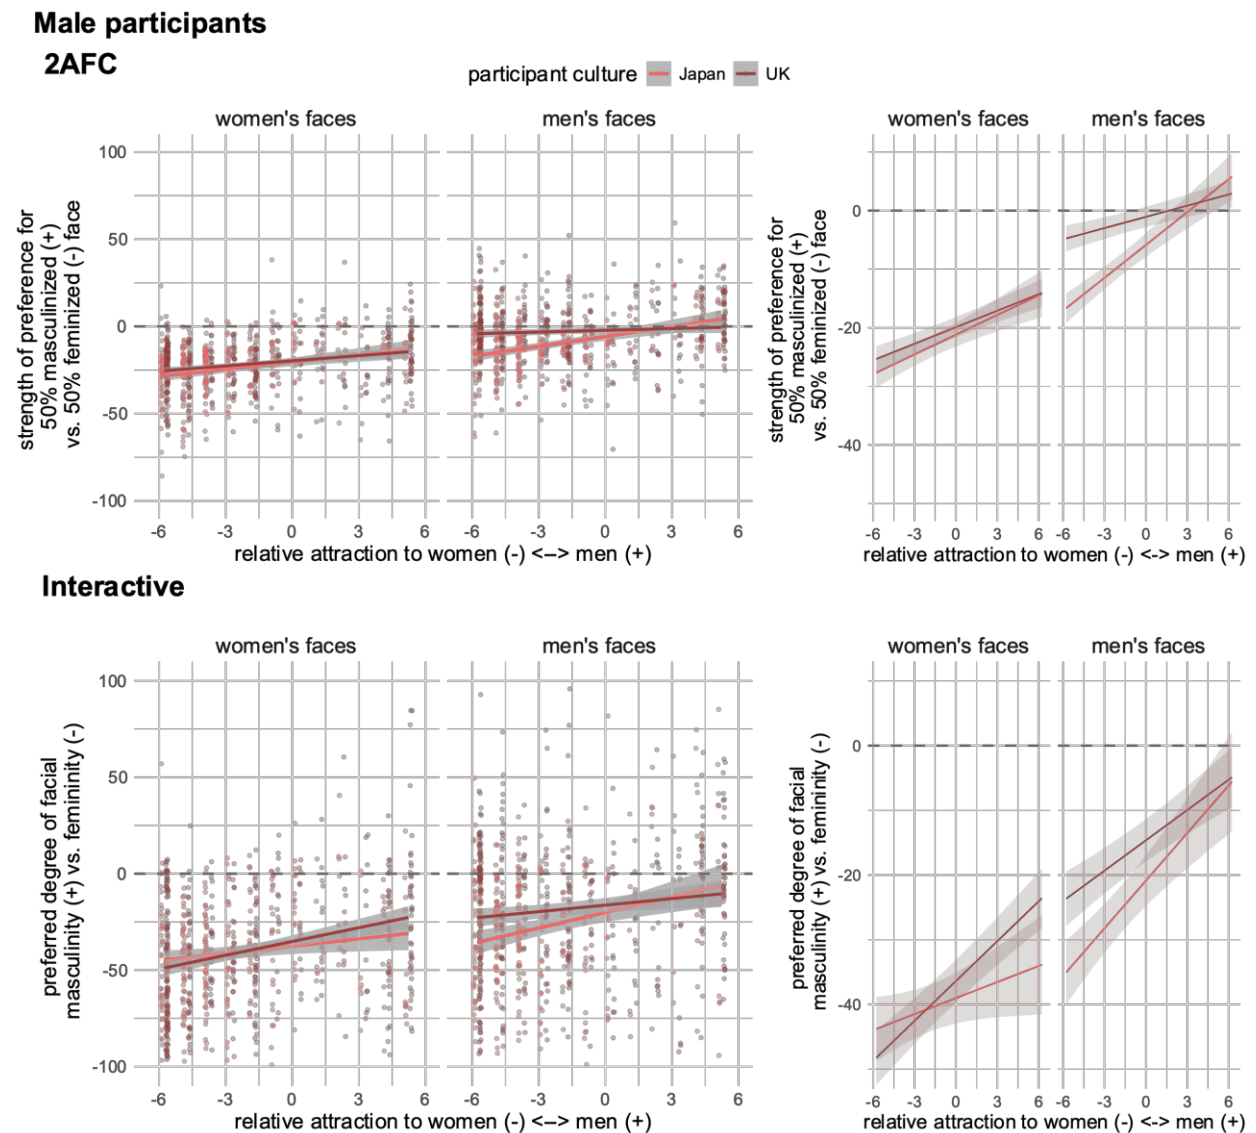 Male participants
2AFC
participant culture Japan UK
women's faces men's faces women's faces men's faces
strength of preference for
50% masculinized (+)
vs. 50% feminized (-) face
100
50
0
-50
-100
-6 -3 0 3 6 -6 -3 0 3 6
relative attraction to women (-) <–> men (+)
strength of preference for
50% masculinized (+)
vs. 50% feminized (-) face
0
-20
-40
-6 -3 0 3 6 -6 -3 0 3 6
relative attraction to women (-) <-> men (+)
Interactive
women's faces men's faces women's faces men's faces
preferred degree of facial
masculinity (+) vs. femininity (-)
100
50
0
-50
-100
-6 -3 0 3 6 -6 -3 0 3 6
relative attraction to women (-) <–> men (+)
preferred degree of facial
masculinity (+) vs. femininity (-)
0
-20
-40
-6 -3 0 3 6 -6 -3 0 3 6
relative attraction to women (-) <-> men (+)